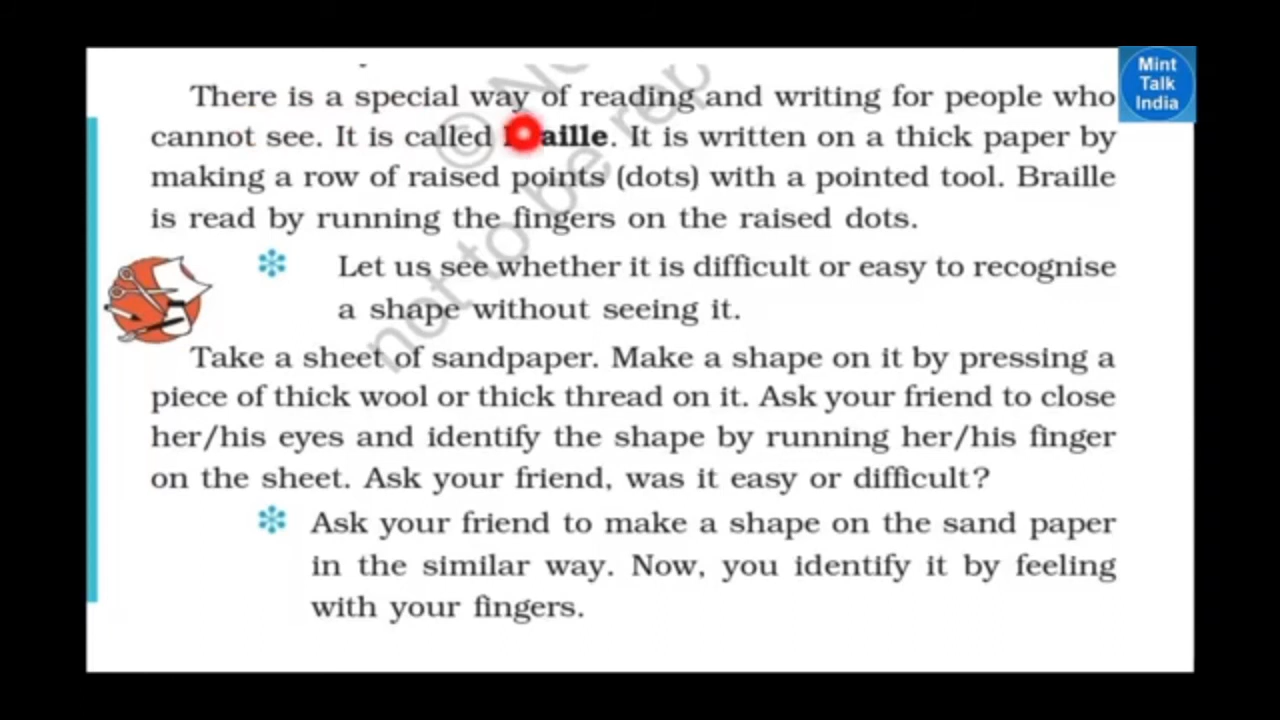 Mint
Talk
India
© No
not to be rep
There is a special way of reading and writing for people who
cannot see. It is called Braille. It is written on a thick paper by
making a row of raised points (dots) with a pointed tool. Braille
is read by running the fingers on the raised dots.
Let us see whether it is difficult or easy to recognise
a shape without seeing it.
Take a sheet of sandpaper. Make a shape on it by pressing a
piece of thick wool or thick thread on it. Ask your friend to close
her/his eyes and identify the shape by running her/his finger
on the sheet. Ask your friend, was it easy or difficult?
Ask your friend to make a shape on the sand paper
in the similar way. Now, you identify it by feeling
with your fingers.